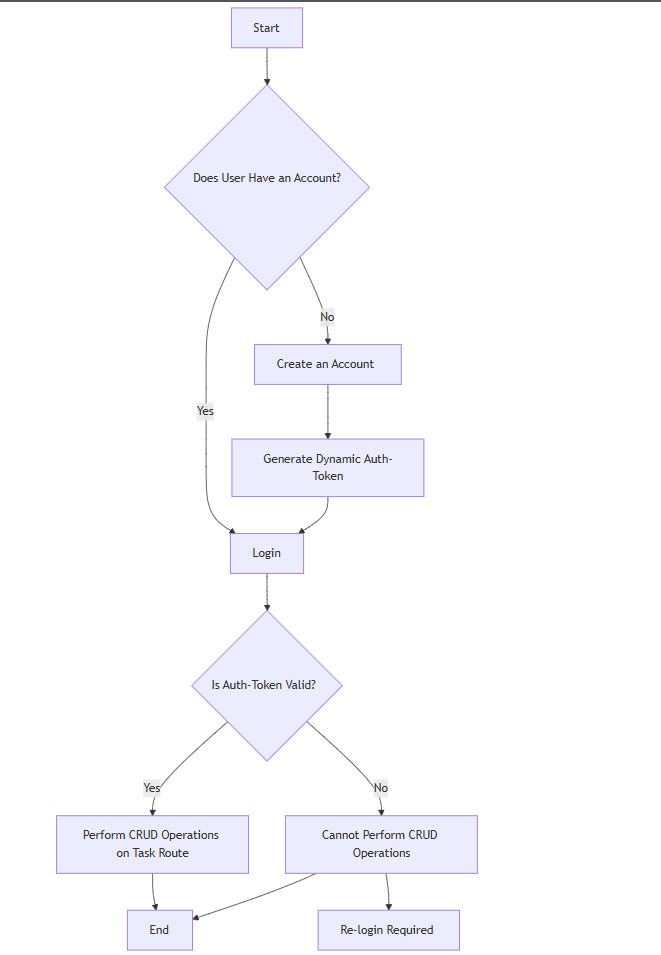 Start
Does User Have an Account?
No
Create an Account
Yes
Generate Dynamic Auth-
Token
Login
Is Auth-Token Valid?
Yes
No
Perform CRUD Operations
on Task Route
Cannot Perform CRUD
Operations
End
Re-login Required